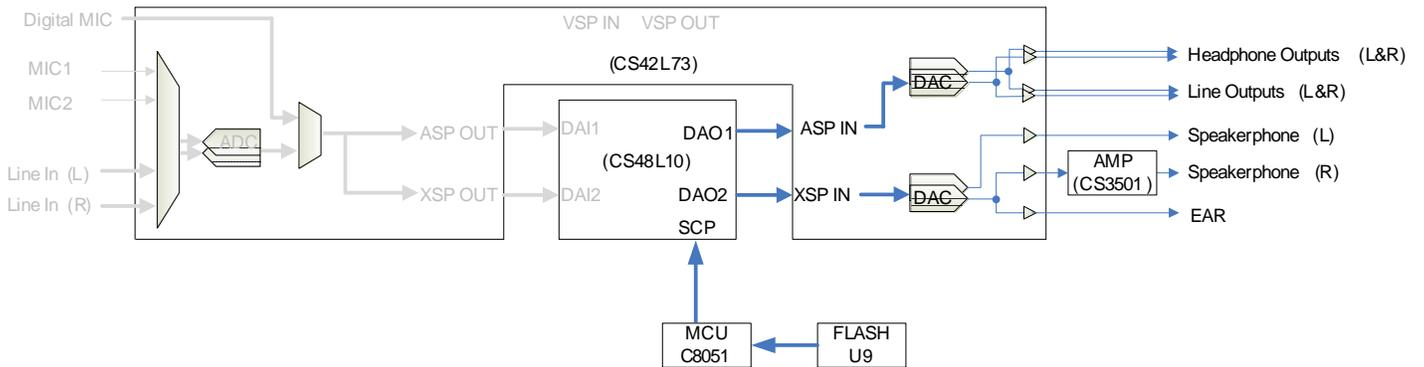 Digital MIC
VSP IN VSP OUT
MIC1
MIC2
Line In (L)
Line In (R)
ADC
ASP OUT
XSP OUT
(CS42L73)
DAI1
DAI2
(CS48L10)
DAO1
DAO2
SCP
ASP IN
XSP IN
DAC
DAC
Headphone Outputs (L&R)
Line Outputs (L&R)
Speakerphone (L)
AMP
(CS3501)
Speakerphone (R)
EAR
MCU
C8051
FLASH
U9